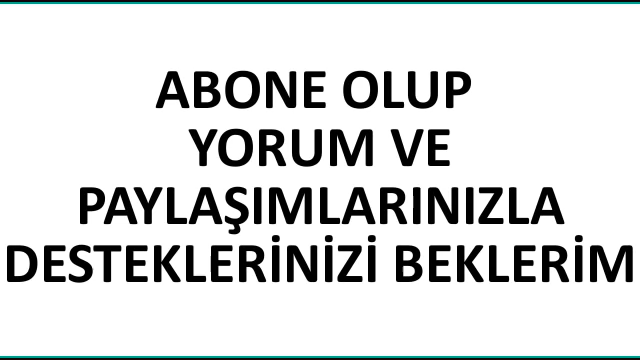 ABONE OLUP
YORUM VE
PAYLAŞIMLARINIZLA
DESTEKLERİNİZİ BEKLERİM